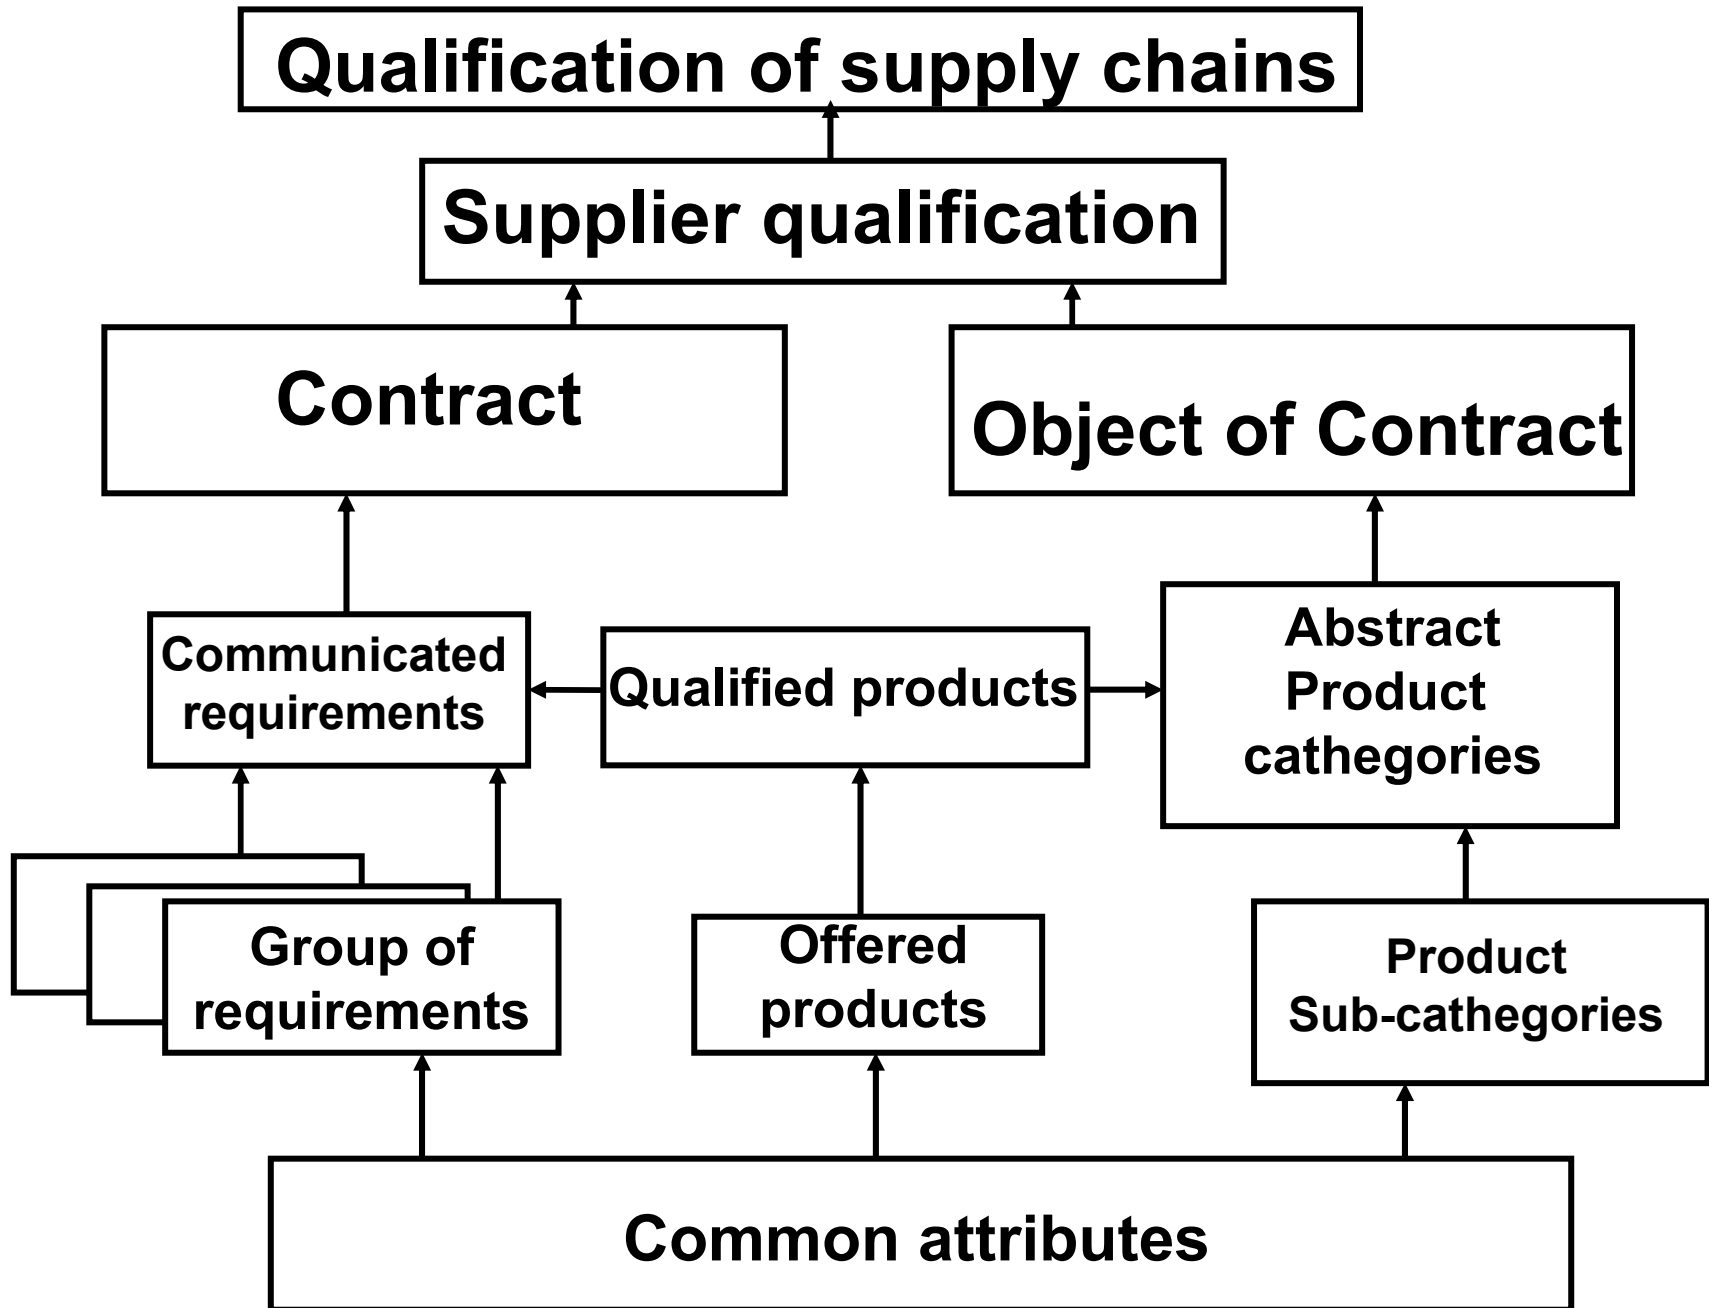 Qualification of supply chains
Supplier qualification
Contract
Object of Contract
Communicated
requirements
Qualified products
Abstract
Product
cathegories
Group of
requirements
Offered
products
Product
Sub-cathegories
Common attributes